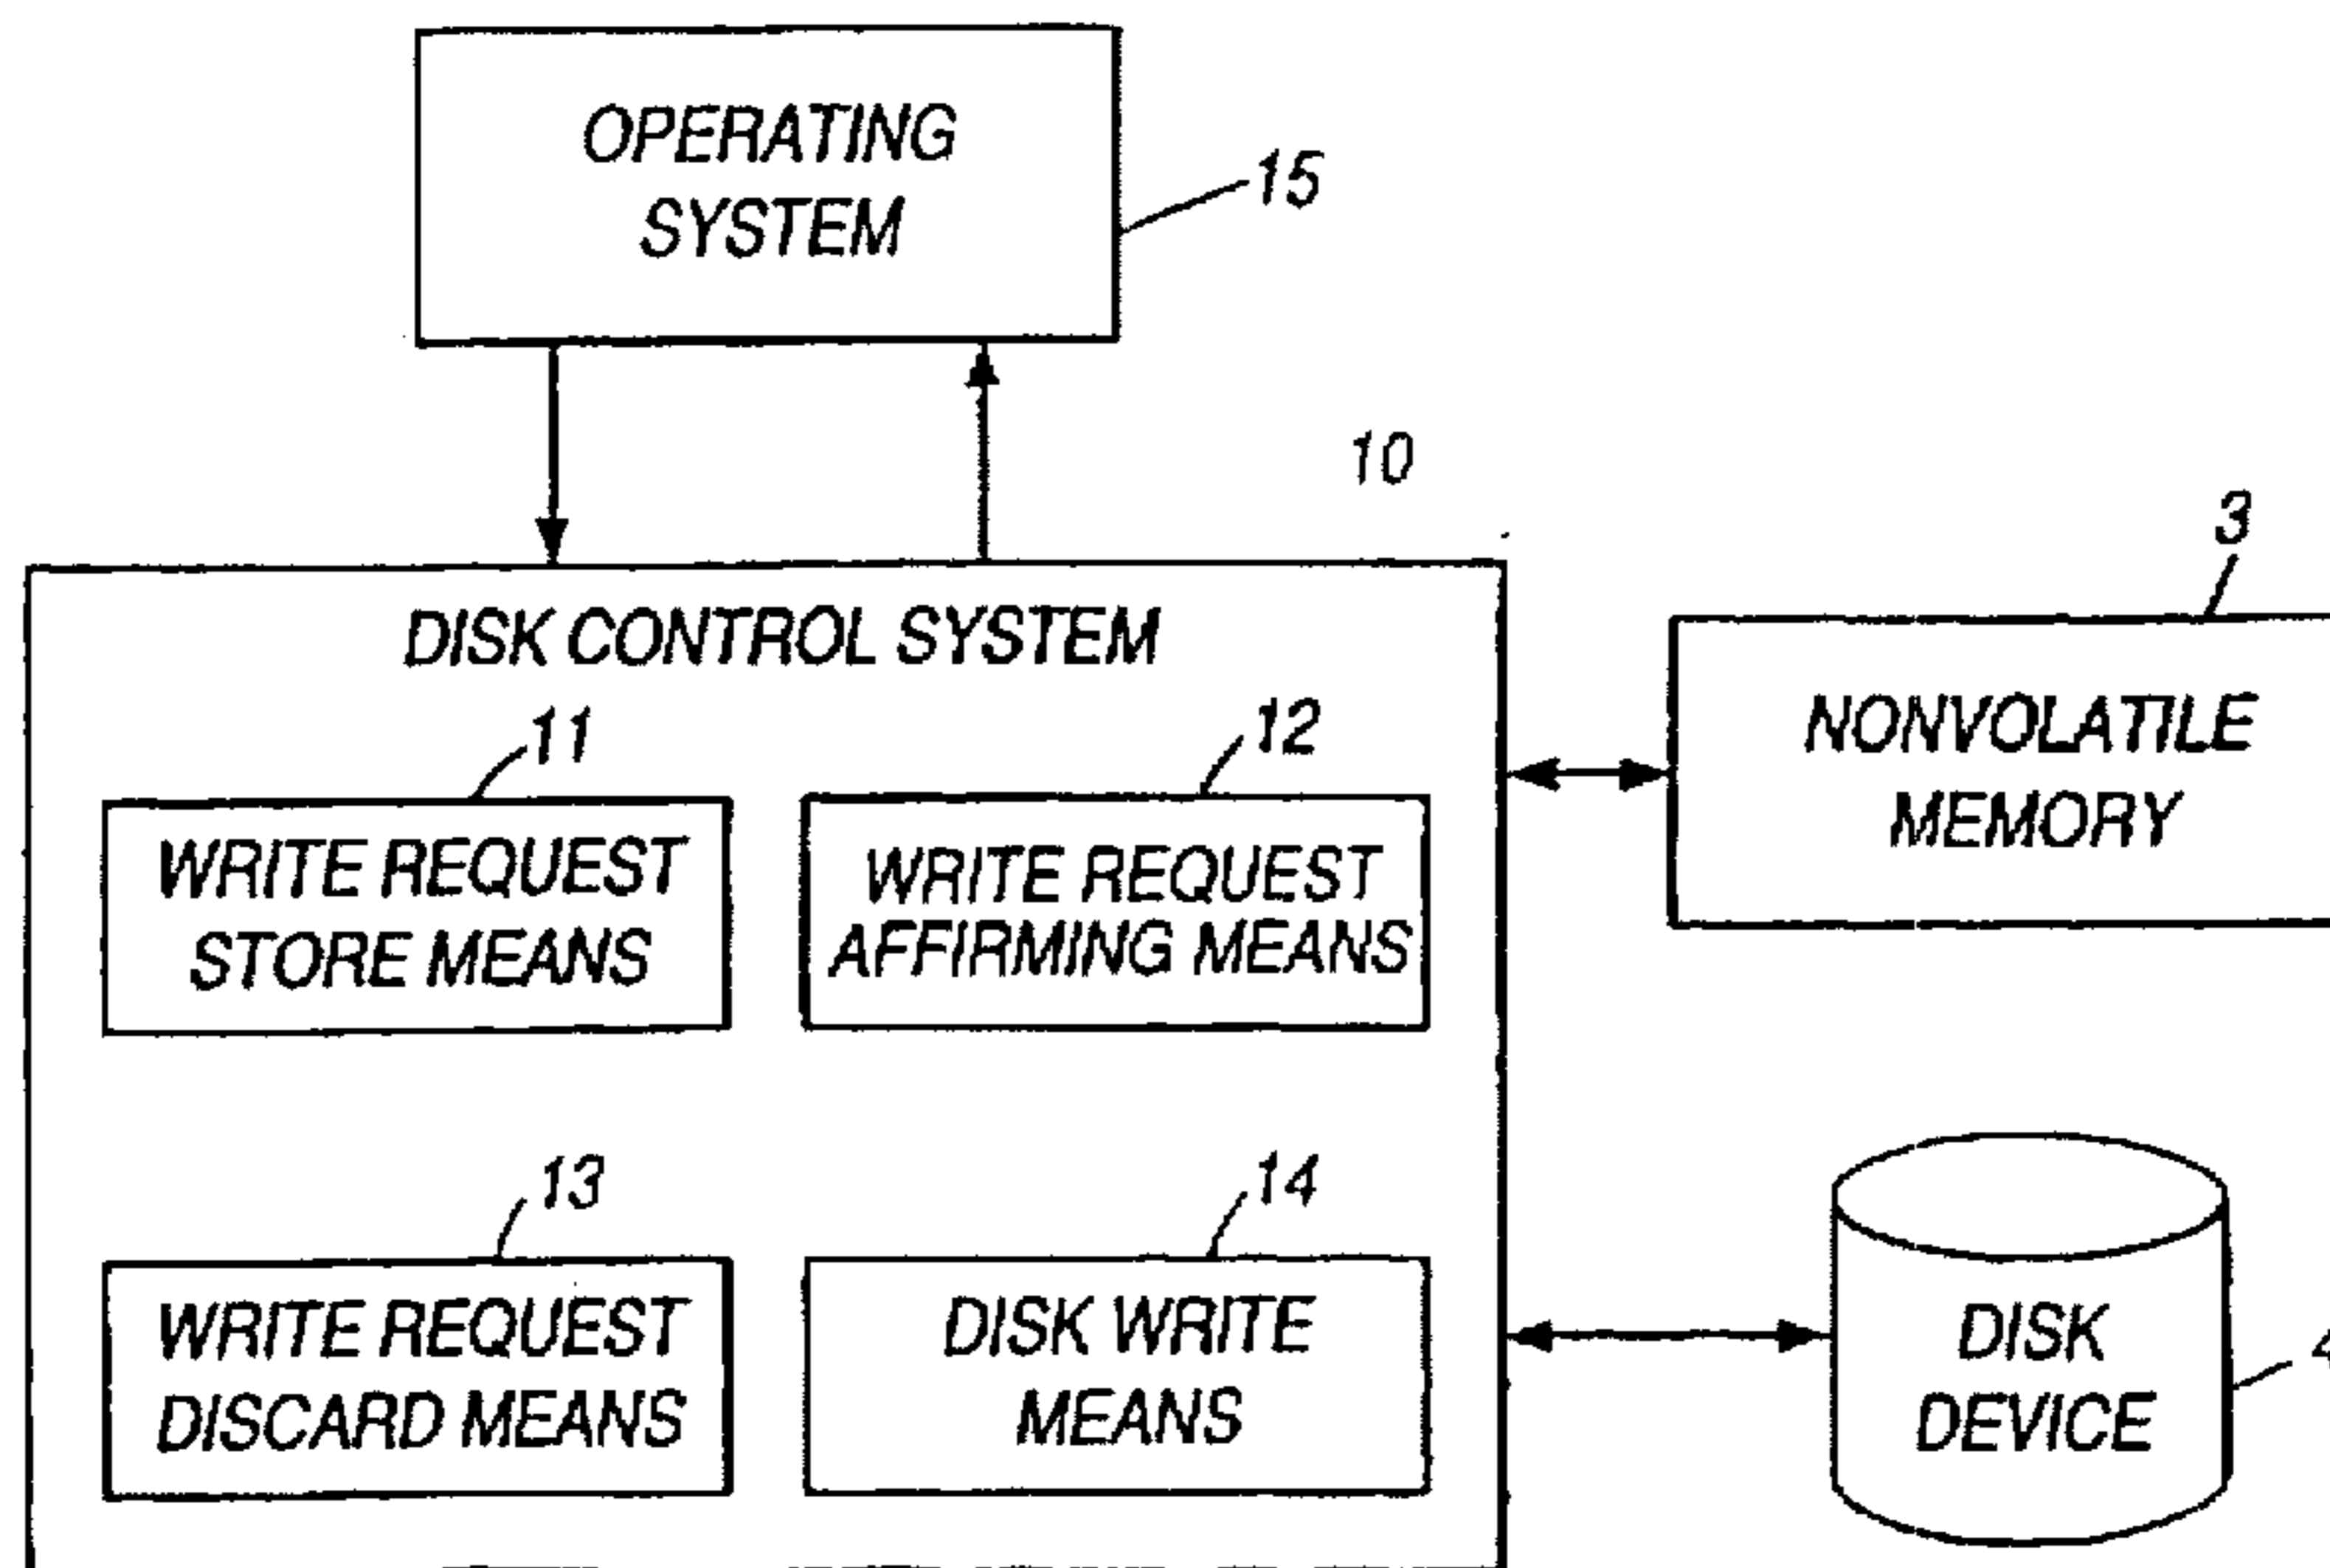 OPERATING
SYSTEM
15
10
3
DISK CONTROL SYSTEM
NONVOLATILE
MEMORY
11
12
WRITE REQUEST
STORE MEANS
WRITE REQUEST
AFFIRMING MEANS
13
14
WRITE REQUEST
DISCARD MEANS
DISK WRITE
MEANS
DISK
DEVICE
4